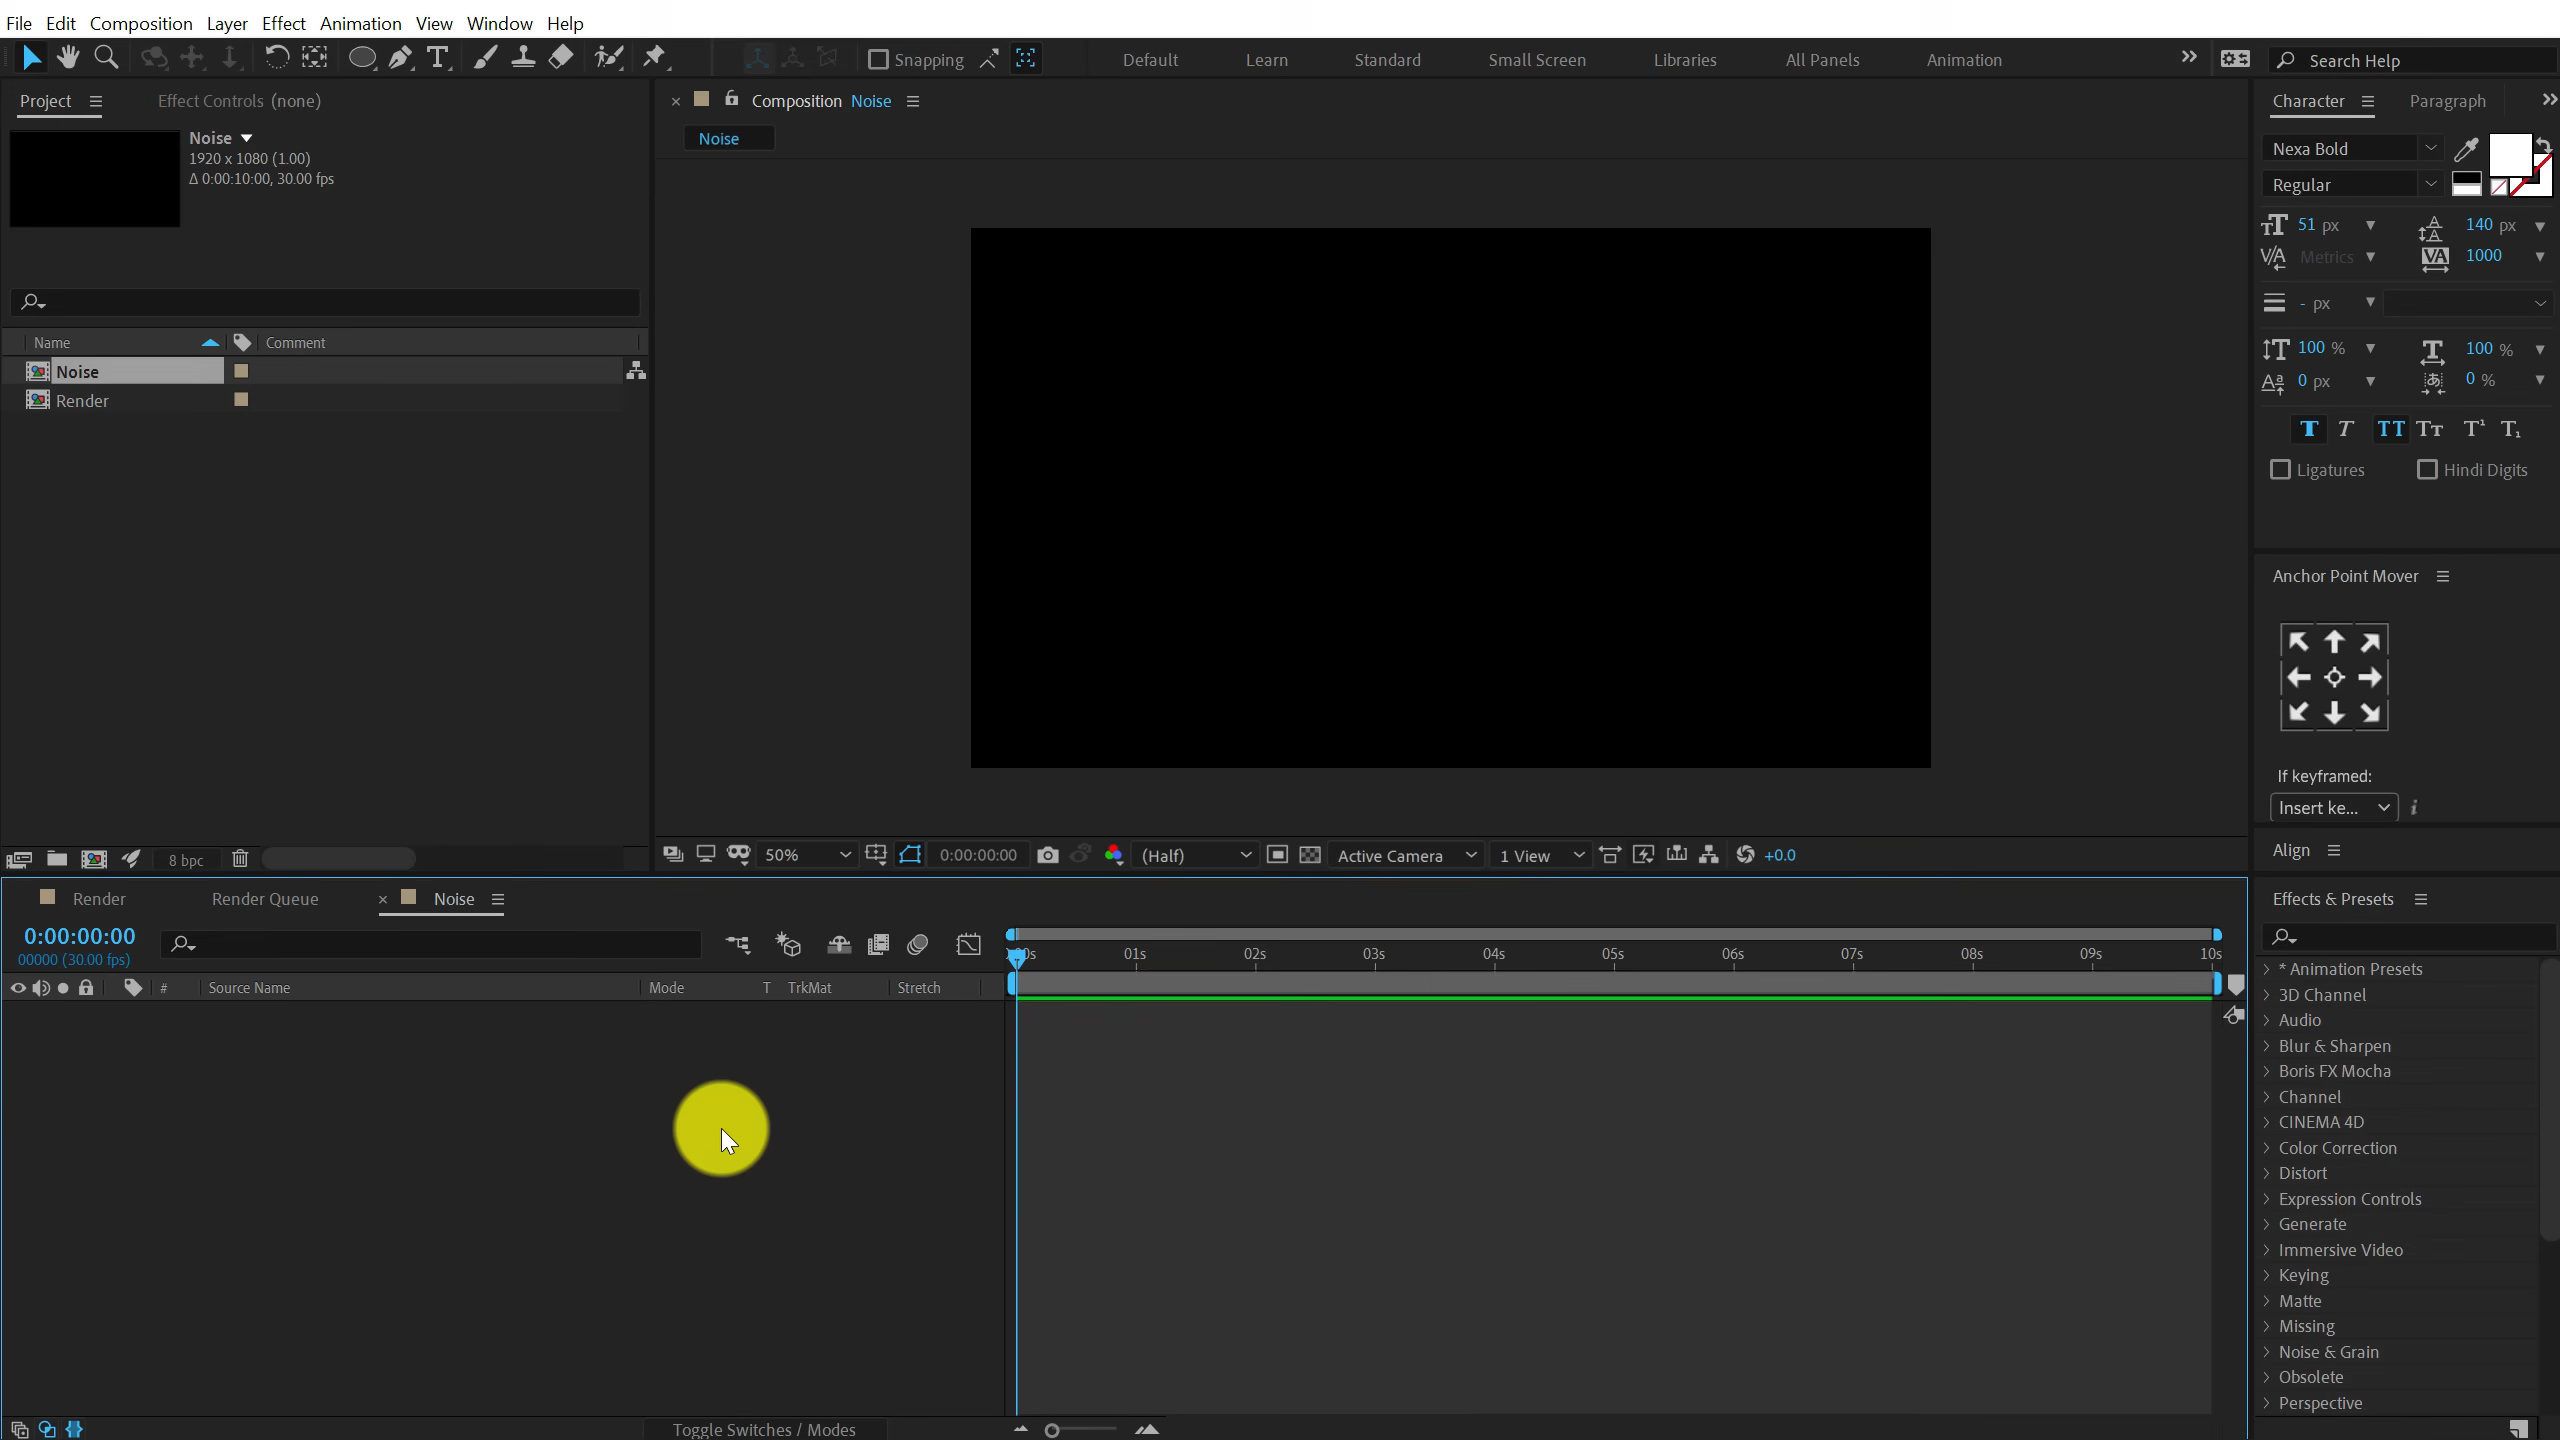 File Edit Composition Layer Effect Animation View Window Help
Snapping Default Learn Standard Small Screen Libraries All Panels Animation Search Help
Project Effect Controls (none)
Noise
1920 x 1080 (1.00)
Δ 0:00:10:00, 30.00 fps
Name Comment
Noise
Render
8 bpc
Composition Noise
Noise
50% 0:00:00:00 (Half) Active Camera 1 View +0.0
Character Paragraph
Nexa Bold
Regular
51 px 140 px
Metrics 1000
- px
100 % 100 %
0 px 0 %
T T TT Tт T¹ T₁
Ligatures Hindi Digits
Anchor Point Mover
If keyframed:
Insert ke...
Align
Render Render Queue Noise
0:00:00:00
00000 (30.00 fps)
# Source Name Mode T TrkMat Stretch
0s 01s 02s 03s 04s 05s 06s 07s 08s 09s 10s
Toggle Switches / Modes
Effects & Presets
* Animation Presets
3D Channel
Audio
Blur & Sharpen
Boris FX Mocha
Channel
CINEMA 4D
Color Correction
Distort
Expression Controls
Generate
Immersive Video
Keying
Matte
Missing
Noise & Grain
Obsolete
Perspective